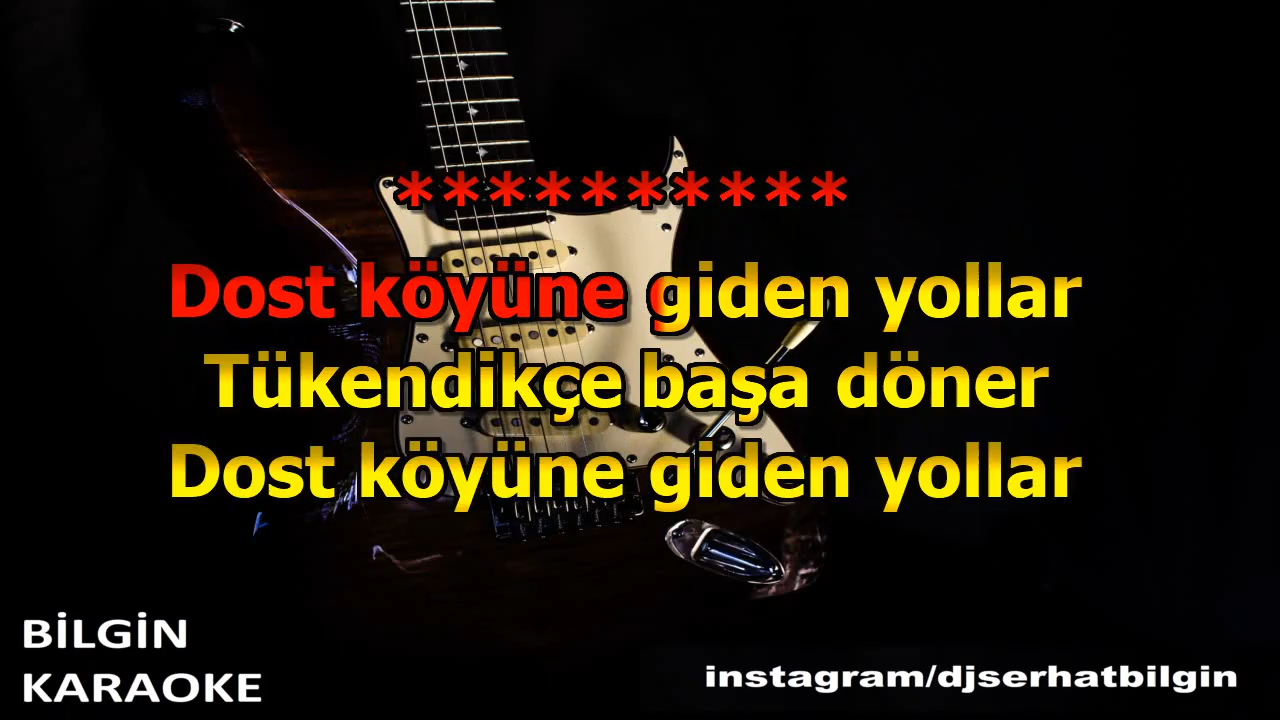 **********
Dost köyüne giden yollar
Tükendikçe başa döner
Dost köyüne giden yollar
BİLGİN
KARAOKE
instagram/djserhatbilgin